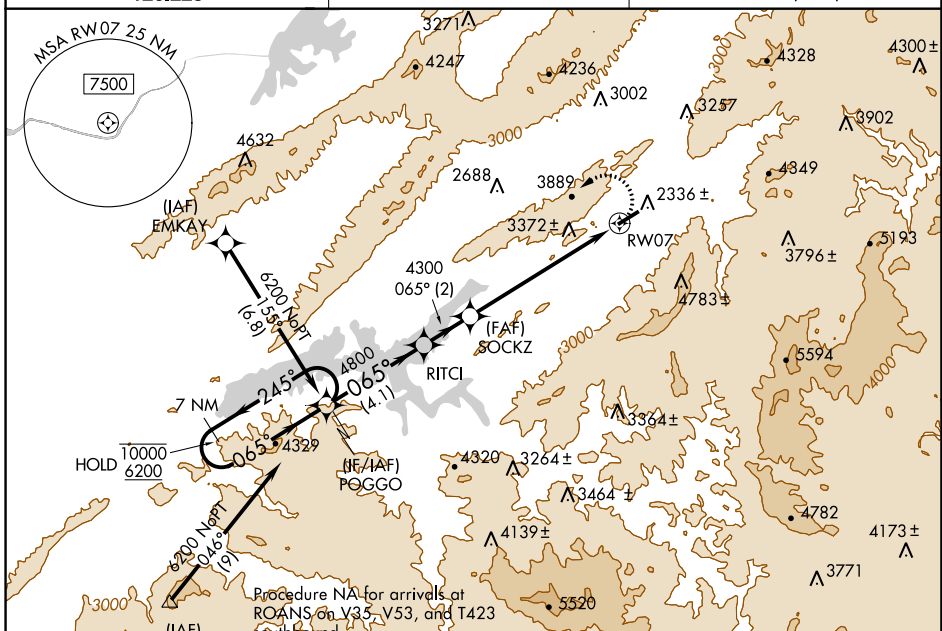 MSA RW07 25 NM
7500
3271
4247
4236
3002
4328
4300±
3257
3902
4632
3000
3000
2688
3889
4349
2336±
(IAF)
EMKAY
3372±
RW07
3796±
5193
4300
065° (2)
6200 NoPT
155°
(6.8)
4783±
(FAF)
SOCKZ
3000
5594
4000
4800
065°
(4.1)
RITCI
245°
7 NM
065°
4329
HOLD
10000
6200
(IF/IAF)
POGGO
3364±
4320
3264±
3464 ±
4782
4139±
4173±
6200 NoPT
046°
(9)
3771
3000
Procedure NA for arrivals at
ROANS on V35, V53, and T423
5520
(IAF)